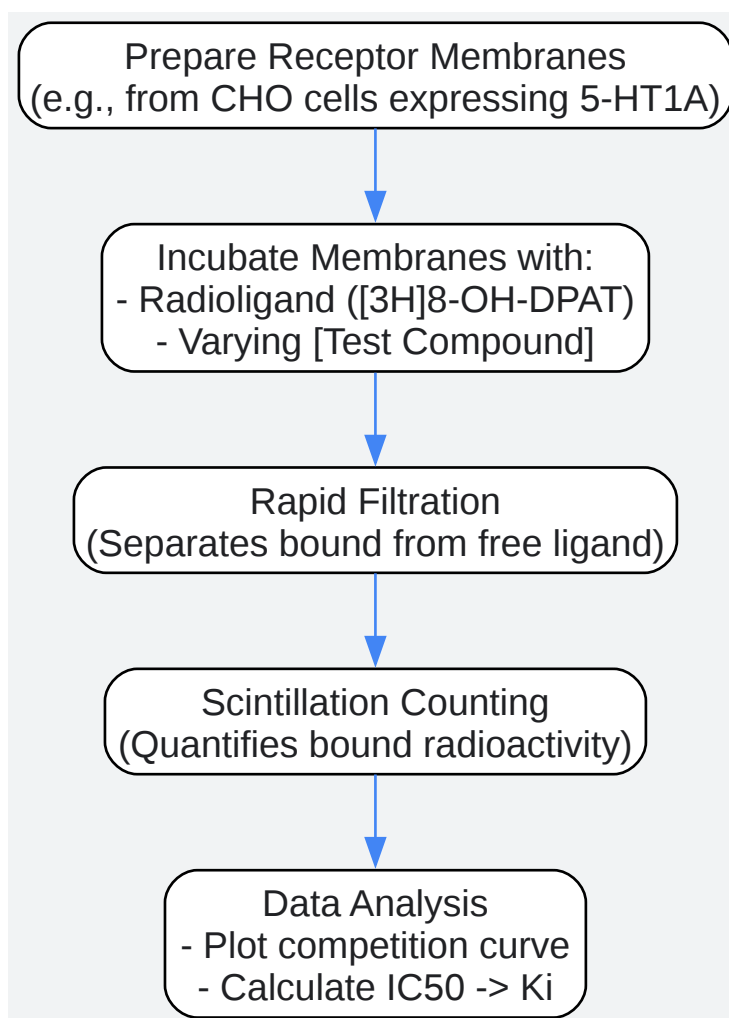 Prepare Receptor Membranes
(e.g., from CHO cells expressing 5-HT1A)
Incubate Membranes with:
- Radioligand ([3H]8-OH-DPAT)
- Varying [Test Compound]
Rapid Filtration
(Separates bound from free ligand)
Scintillation Counting
(Quantifies bound radioactivity)
Data Analysis
- Plot competition curve
- Calculate IC50 -> Ki